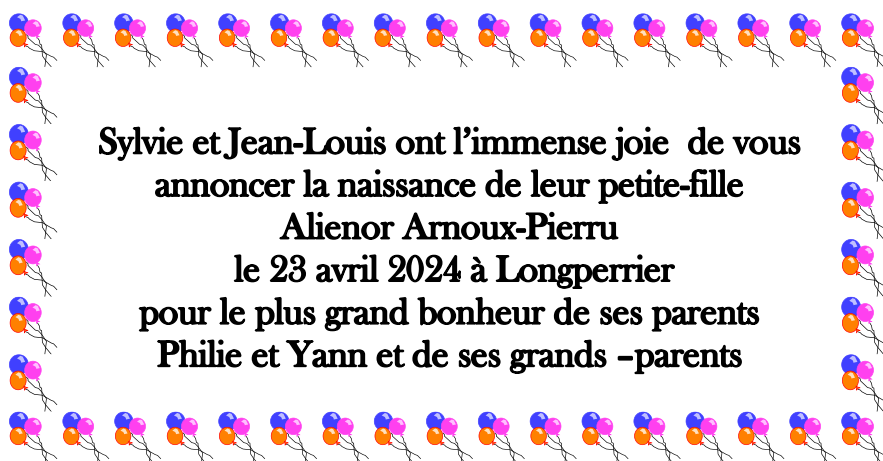 Sylvie et Jean-Louis ont l’immense joie  de vous
annoncer la naissance de leur petite-fille
Alienor Arnoux-Pierru
le 23 avril 2024 à Longperrier
pour le plus grand bonheur de ses parents
Philie et Yann et de ses grands –parents